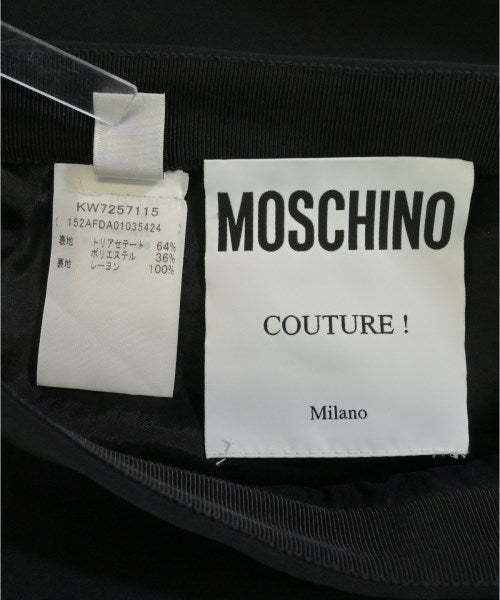 KW7257115
( 152AFDA01035424 )
表地 トリアセテート 64%
ポリエステル 36%
裏地 レーヨン 100%
MOSCHINO
COUTURE !
Milano